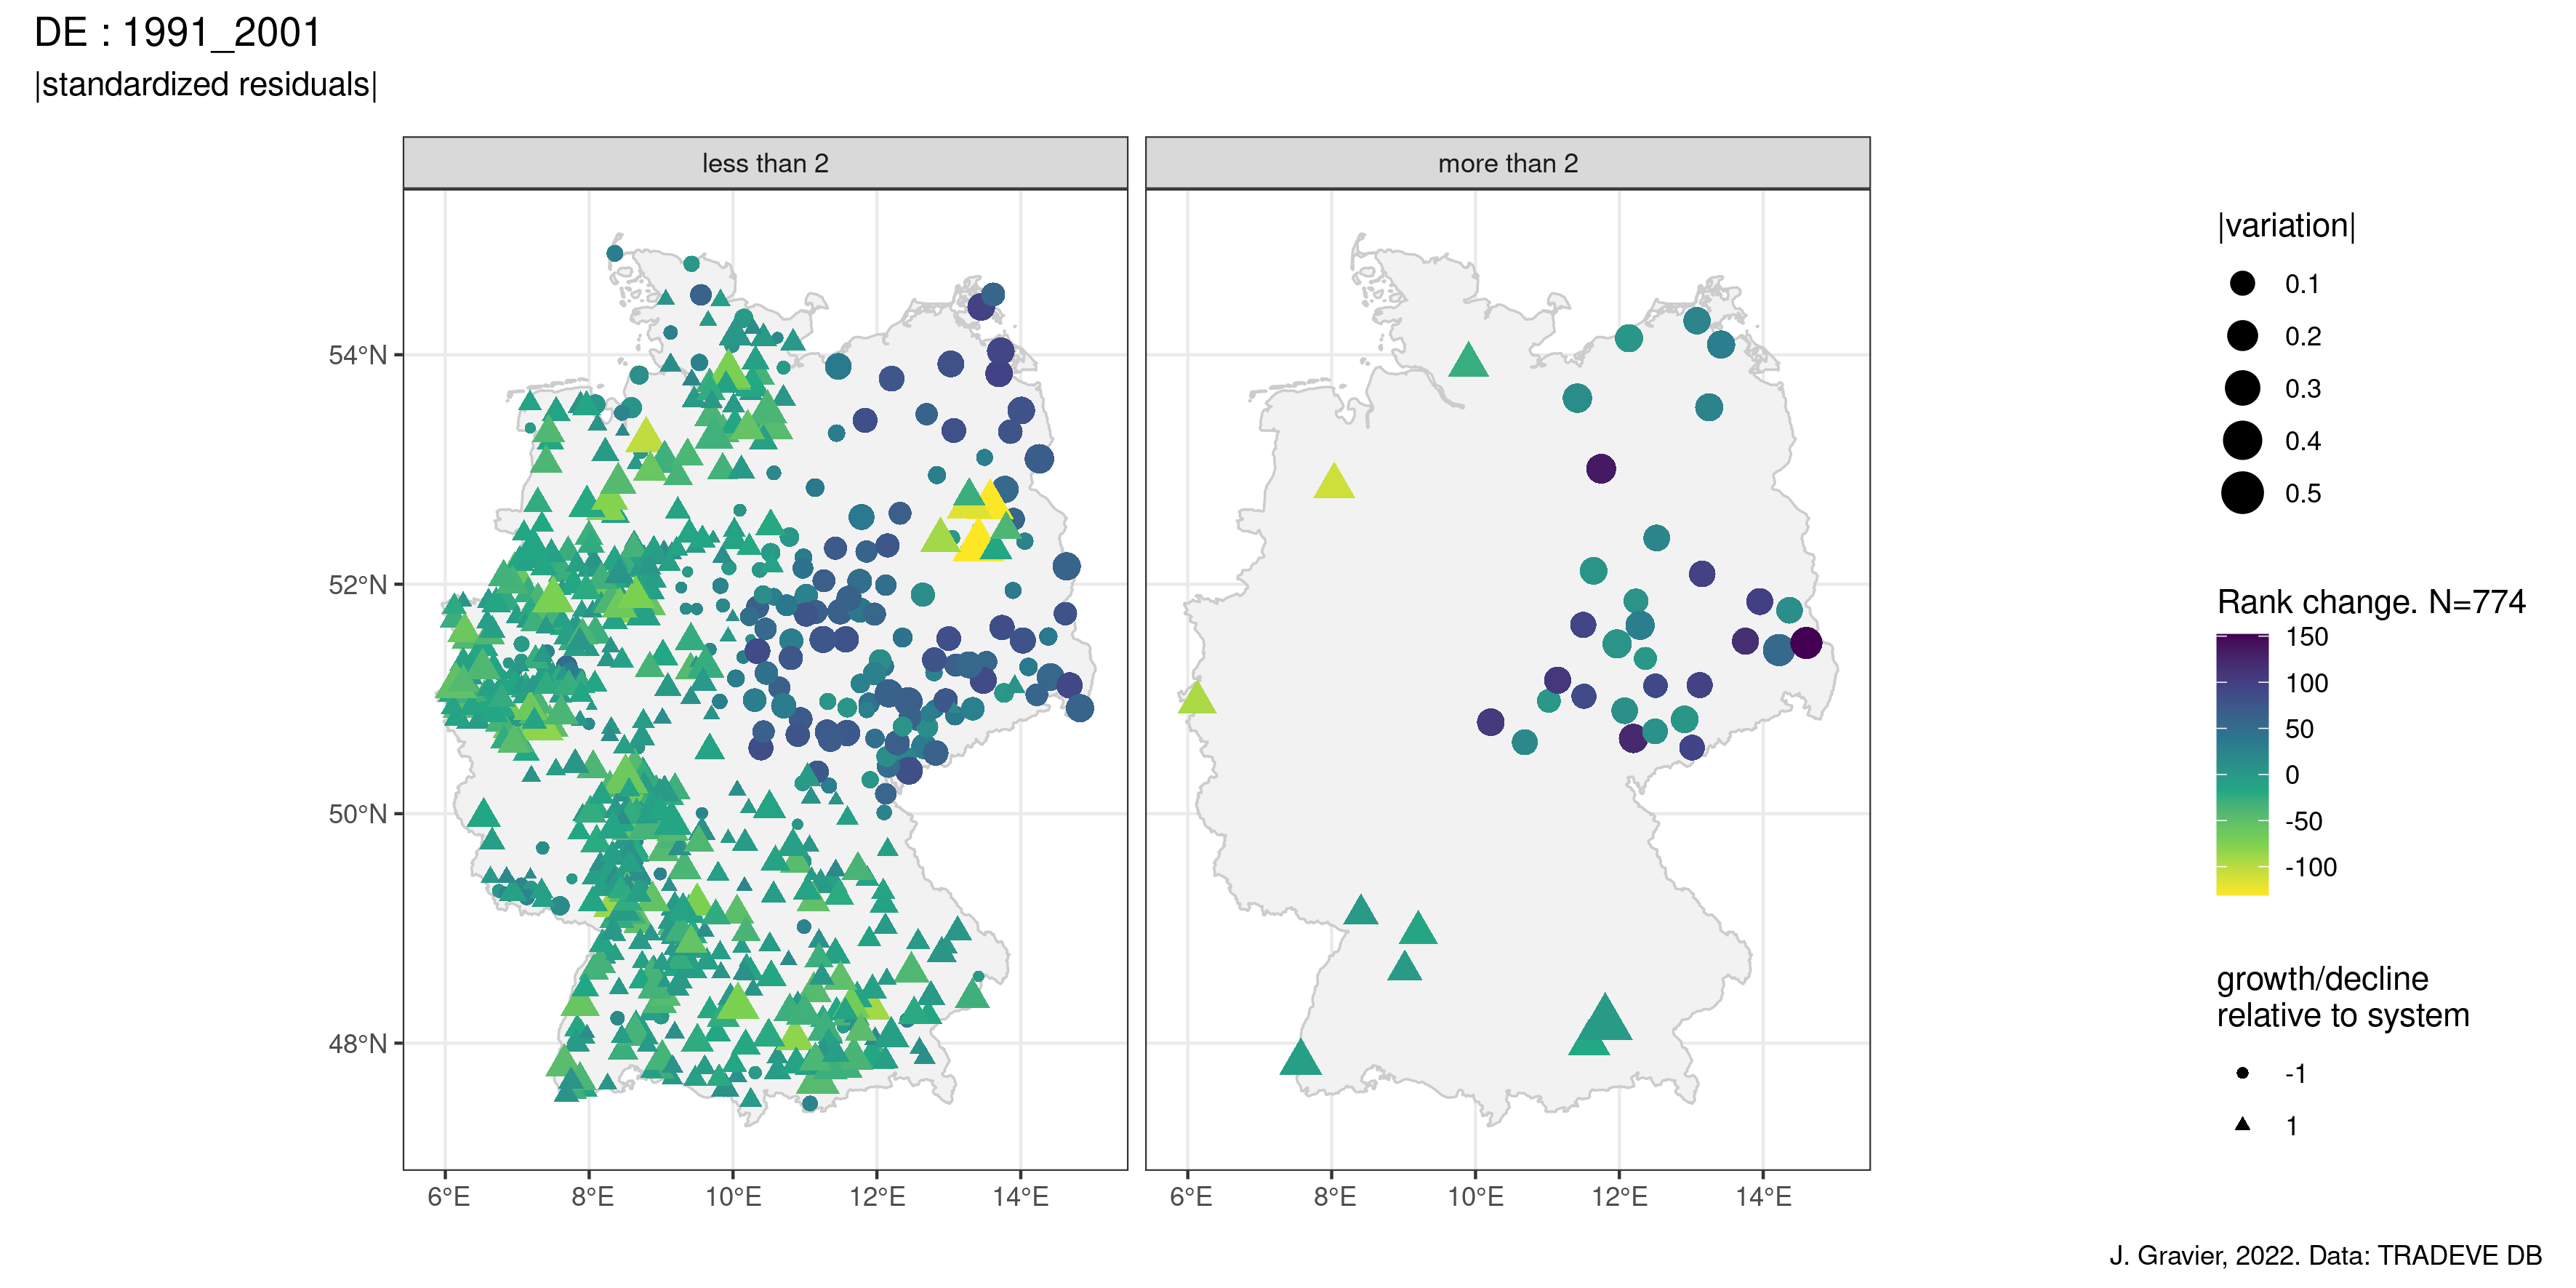 DE : 1991_2001
|standardized residuals|
less than 2
more than 2
54°N
52°N
50°N
48°N
6°E 8°E 10°E 12°E 14°E
6°E 8°E 10°E 12°E 14°E
|variation|
0.1
0.2
0.3
0.4
0.5
Rank change. N=774
150
100
50
0
-50
-100
growth/decline
relative to system
-1
1
J. Gravier, 2022. Data: TRADEVE DB